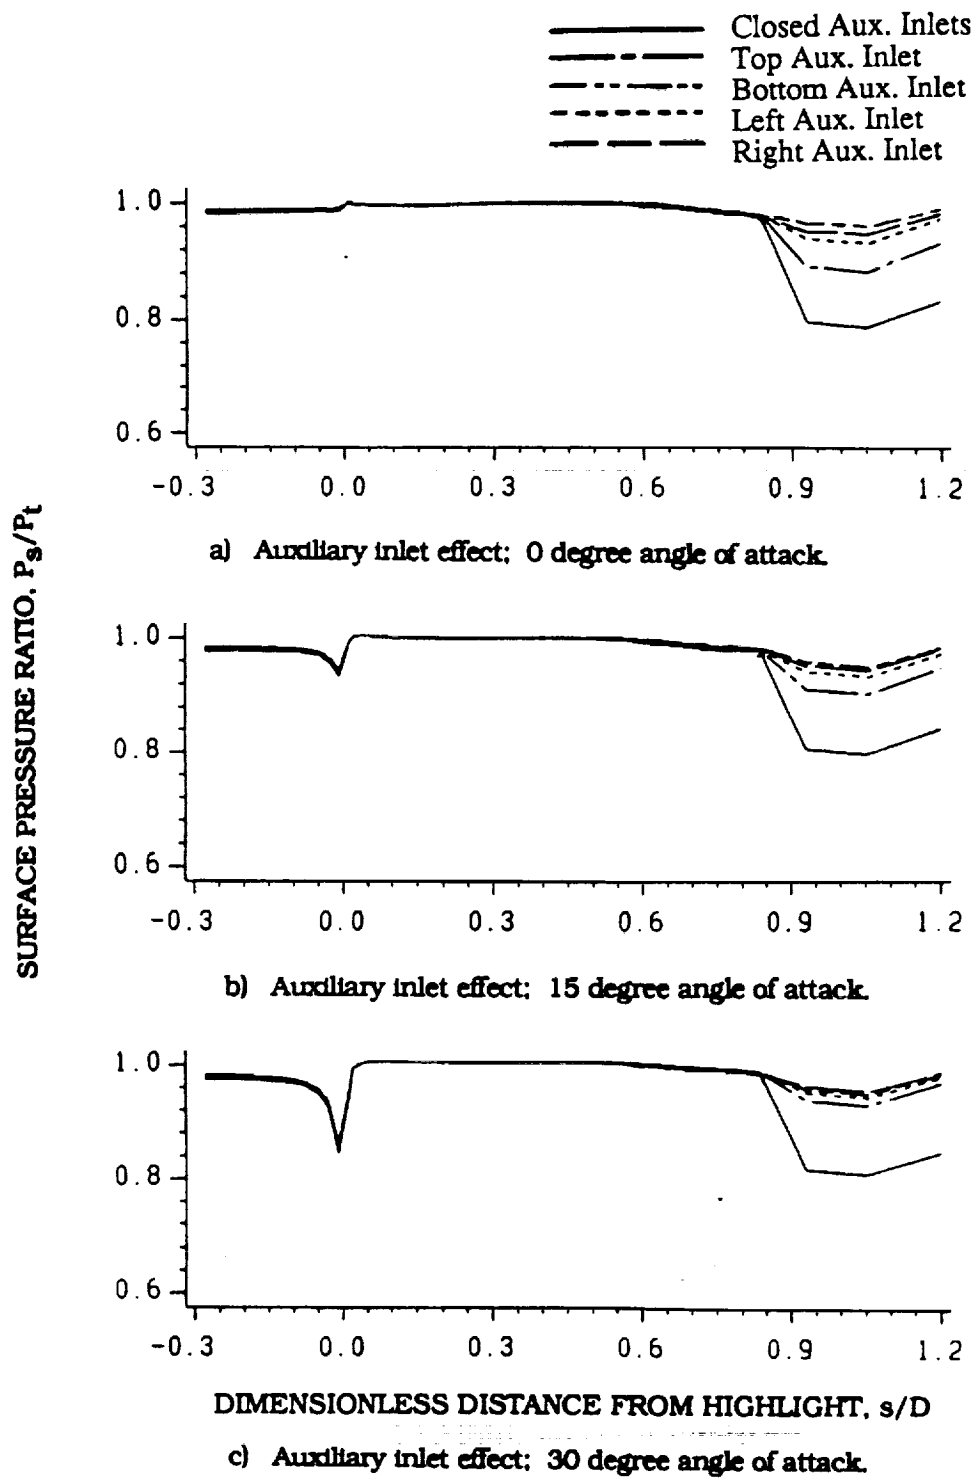 Closed Aux. Inlets
Top Aux. Inlet
Bottom Aux. Inlet
Left Aux. Inlet
Right Aux. Inlet
SURFACE PRESSURE RATIO, Ps/Pt
1.0
0.8
0.6
-0.3 0.0 0.3 0.6 0.9 1.2
a) Auxiliary inlet effect; 0 degree angle of attack.
1.0
0.8
0.6
-0.3 0.0 0.3 0.6 0.9 1.2
b) Auxiliary inlet effect; 15 degree angle of attack.
1.0
0.8
0.6
-0.3 0.0 0.3 0.6 0.9 1.2
DIMENSIONLESS DISTANCE FROM HIGHLIGHT, s/D
c) Auxiliary inlet effect; 30 degree angle of attack.